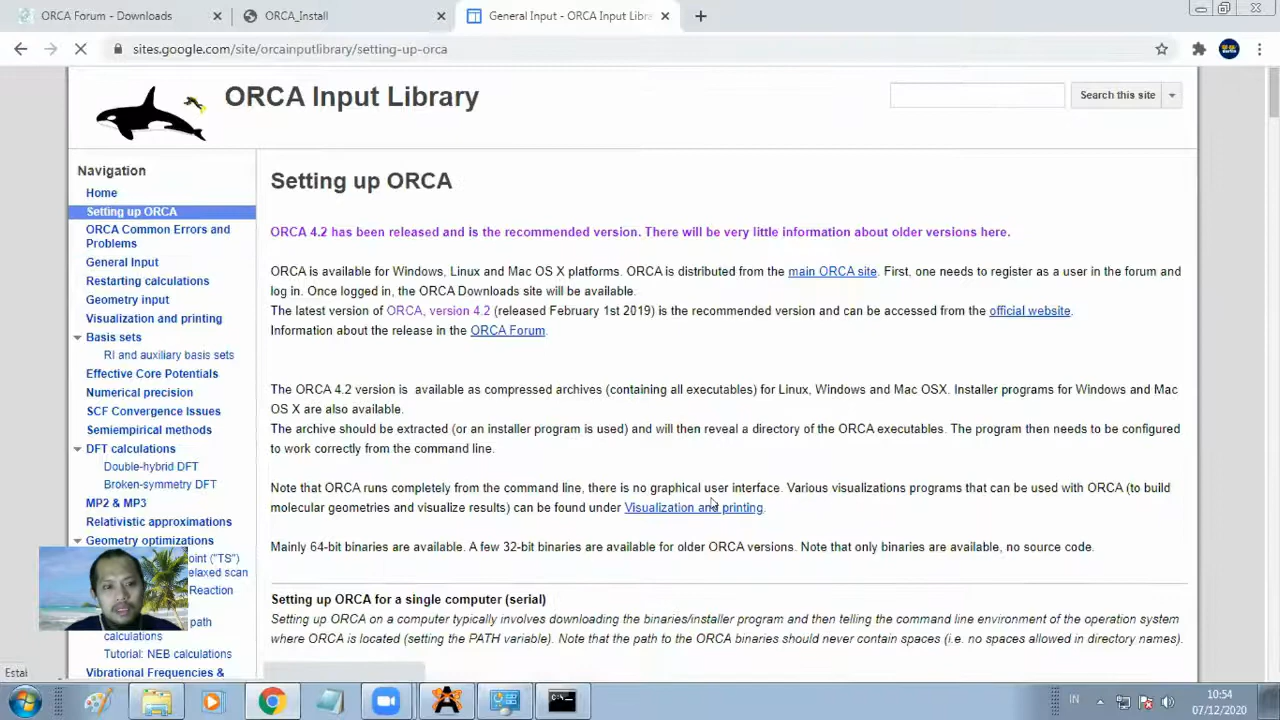 ORCA Forum - Downloads
ORCA_Install
General Input - ORCA Input Libra
sites.google.com/site/orcainputlibrary/setting-up-orca
ORCA Input Library
Search this site
Navigation
Home
Setting up ORCA
ORCA Common Errors and
Problems
General Input
Restarting calculations
Geometry input
Visualization and printing
Basis sets
RI and auxiliary basis sets
Effective Core Potentials
Numerical precision
SCF Convergence Issues
Semiempirical methods
DFT calculations
Double-hybrid DFT
Broken-symmetry DFT
MP2 & MP3
Relativistic approximations
Geometry optimizations
oint ("TS")
elaxed scan
Reaction
path
calculations
Tutorial: NEB calculations
Vibrational Frequencies &
Setting up ORCA
ORCA 4.2 has been released and is the recommended version. There will be very little information about older versions here.
ORCA is available for Windows, Linux and Mac OS X platforms. ORCA is distributed from the main ORCA site. First, one needs to register as a user in the forum and
log in. Once logged in, the ORCA Downloads site will be available.
The latest version of ORCA, version 4.2 (released February 1st 2019) is the recommended version and can be accessed from the official website.
Information about the release in the ORCA Forum.
The ORCA 4.2 version is available as compressed archives (containing all executables) for Linux, Windows and Mac OSX. Installer programs for Windows and Mac
OS X are also available.
The archive should be extracted (or an installer program is used) and will then reveal a directory of the ORCA executables. The program then needs to be configured
to work correctly from the command line.
Note that ORCA runs completely from the command line, there is no graphical user interface. Various visualizations programs that can be used with ORCA (to build
molecular geometries and visualize results) can be found under Visualization and printing.
Mainly 64-bit binaries are available. A few 32-bit binaries are available for older ORCA versions. Note that only binaries are available, no source code.
Setting up ORCA for a single computer (serial)
Setting up ORCA on a computer typically involves downloading the binaries/installer program and then telling the command line environment of the operation system
where ORCA is located (setting the PATH variable). Note that the path to the ORCA binaries should never contain spaces (i.e. no spaces allowed in directory names).
Estal
IN
10:54
07/12/2020